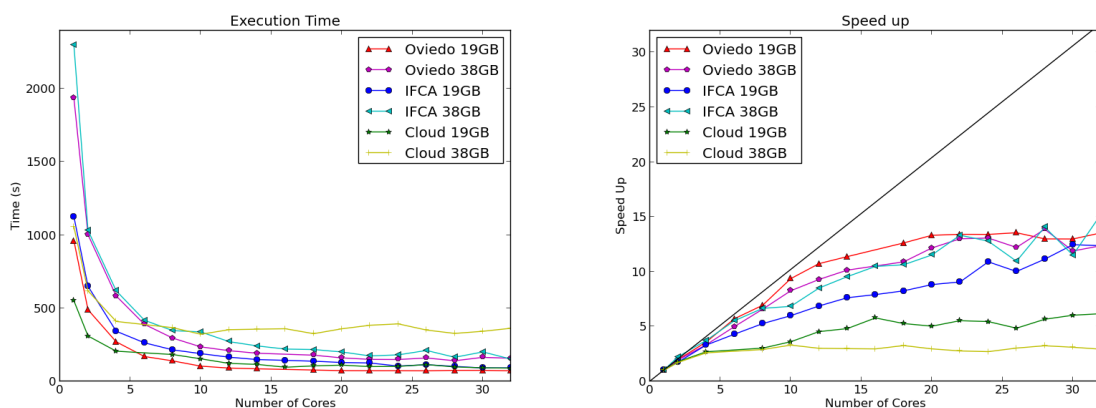 Execution Time
Time (s)
2000
1500
1000
500
0
Oviedo 19GB
Oviedo 38GB
IFCA 19GB
IFCA 38GB
Cloud 19GB
Cloud 38GB
0 5 10 15 20 25 30
Number of Cores
Speed up
Speed Up
30
25
20
15
10
5
0
Oviedo 19GB
Oviedo 38GB
IFCA 19GB
IFCA 38GB
Cloud 19GB
Cloud 38GB
0 5 10 15 20 25 30
Number of Cores